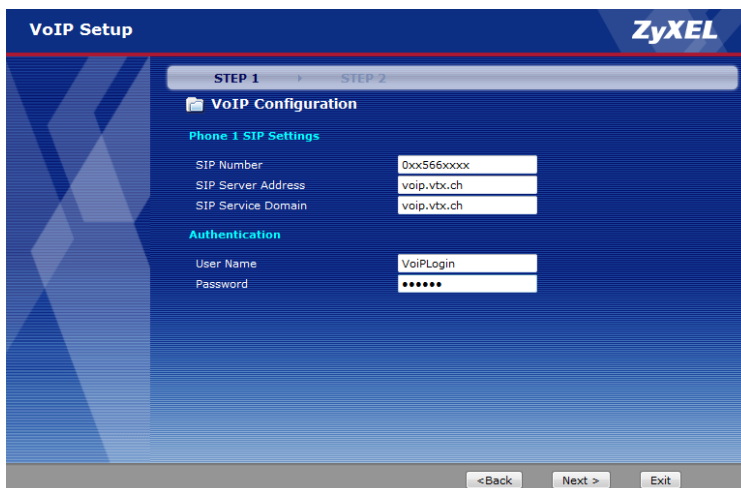 VoIP Setup
ZyXEL
STEP 1 › STEP 2
VoIP Configuration
Phone 1 SIP Settings
SIP Number 0xx566xxxx
SIP Server Address voip.vtx.ch
SIP Service Domain voip.vtx.ch
Authentication
User Name VoiPLogin
Password ••••••
<Back Next > Exit